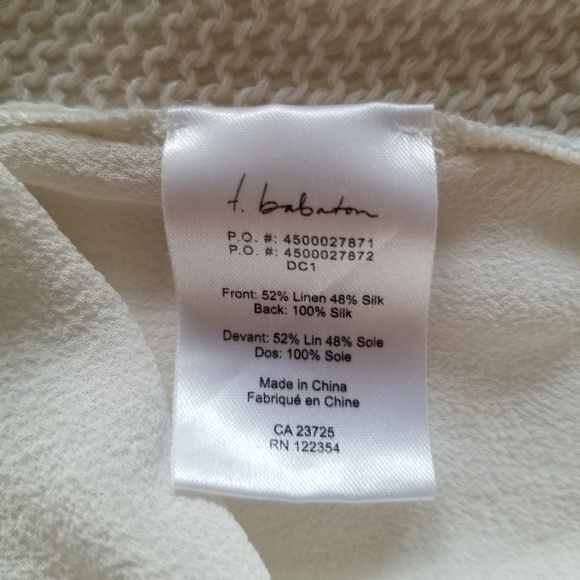 t. babaton
P.O. #: 4500027871
P.O. #: 4500027872
DC1
Front: 52% Linen 48% Silk
Back: 100% Silk
Devant: 52% Lin 48% Soie
Dos: 100% Soie
Made in China
Fabriqué en Chine
CA 23725
RN 122354